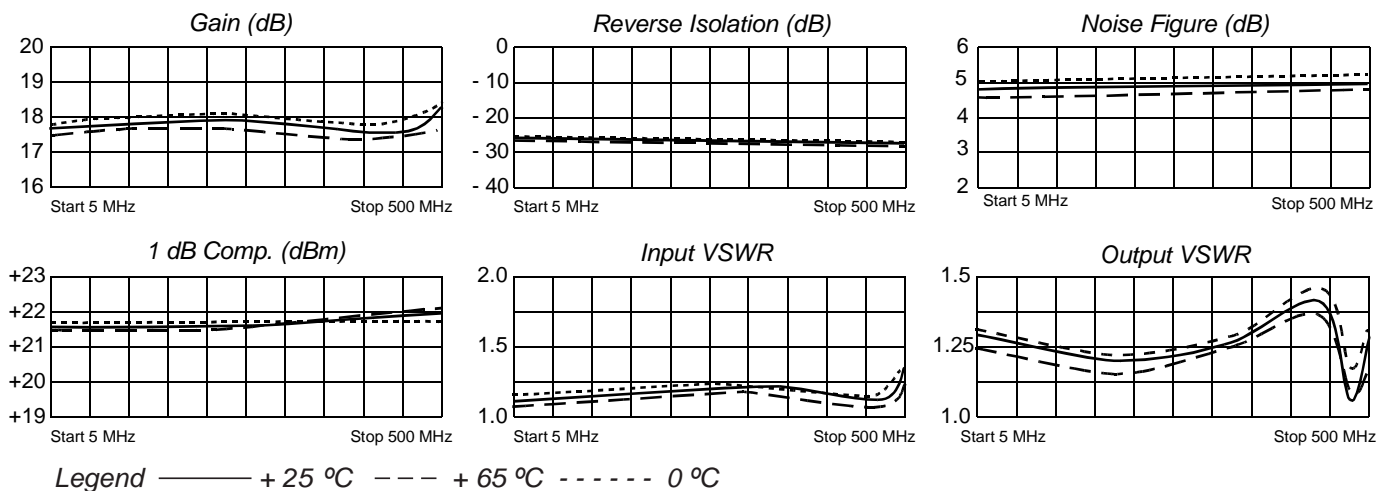 Gain (dB)
20
19
18
17
16
Start 5 MHz
Stop 500 MHz
Reverse Isolation (dB)
0
- 10
- 20
- 30
- 40
Start 5 MHz
Stop 500 MHz
Noise Figure (dB)
6
5
4
3
2
Start 5 MHz
Stop 500 MHz
1 dB Comp. (dBm)
+23
+22
+21
+20
+19
Start 5 MHz
Stop 500 MHz
Input VSWR
2.0
1.5
1.0
Start 5 MHz
Stop 500 MHz
Output VSWR
1.5
1.25
1.0
Start 5 MHz
Stop 500 MHz
Legend + 25 ºC + 65 ºC 0 ºC